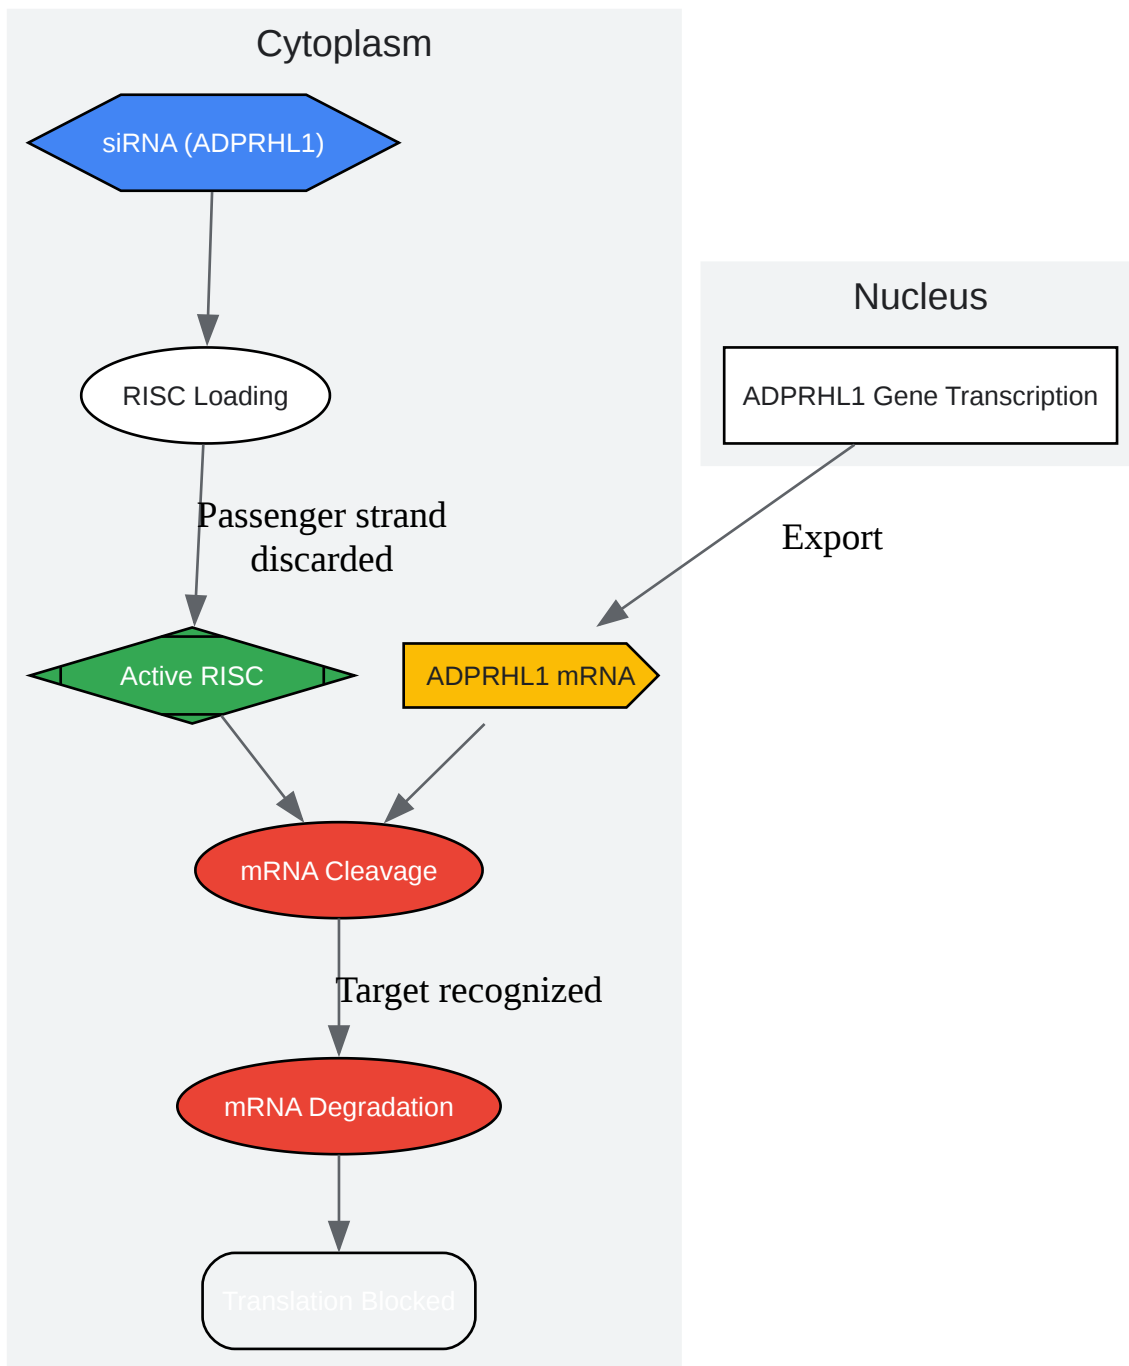 Cytoplasm
siRNA (ADPRHL1)
Nucleus
RISC Loading
ADPRHL1 Gene Transcription
Passenger strand
discarded
Export
Active RISC
ADPRHL1 mRNA
mRNA Cleavage
Target recognized
mRNA Degradation
Translation Blocked